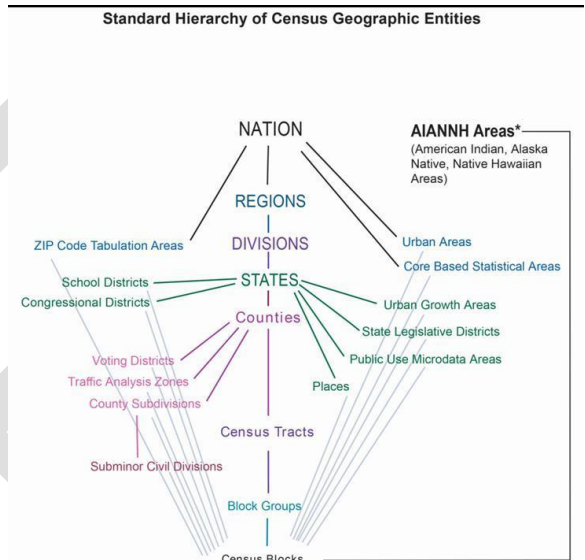 Standard Hierarchy of Census Geographic Entities
NATION
AIANNH Areas*
(American Indian, Alaska
Native, Native Hawaiian
Areas)
REGIONS
ZIP Code Tabulation Areas
DIVISIONS
Urban Areas
Core Based Statistical Areas
School Districts
STATES
Congressional Districts
Urban Growth Areas
Counties
State Legislative Districts
Voting Districts
Public Use Microdata Areas
Traffic Analysis Zones
Places
County Subdivisions
Census Tracts
Subminor Civil Divisions
Block Groups
Census Blocks